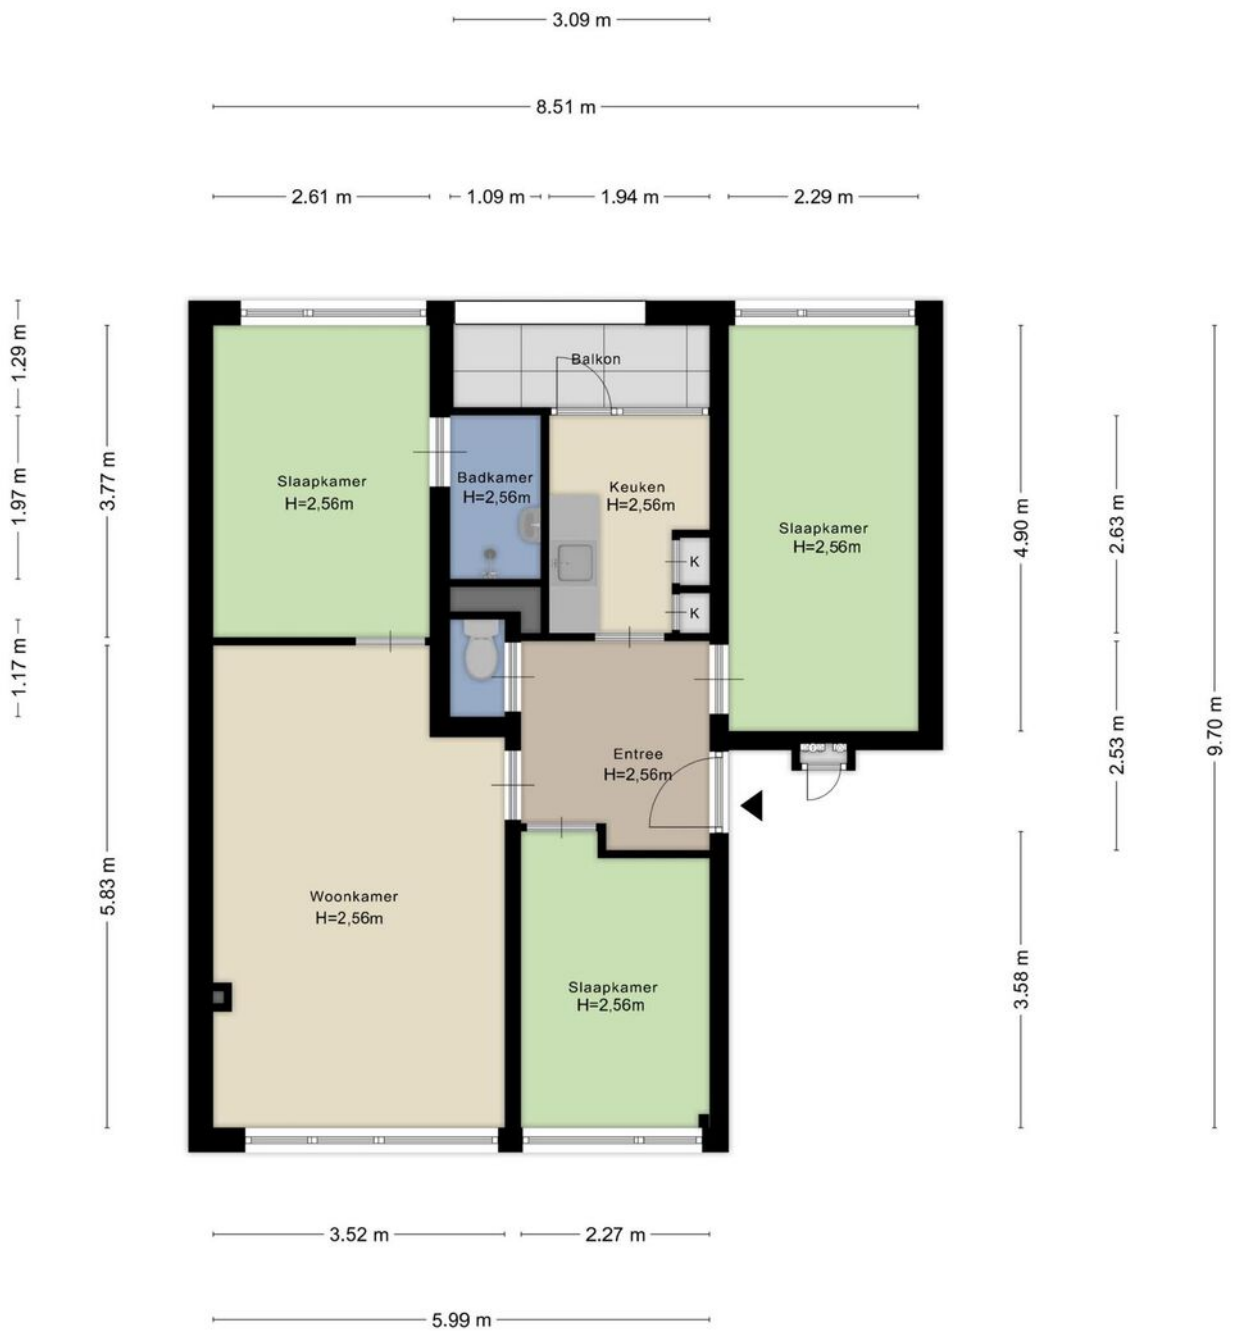 3.09 m
8.51 m
2.61 m
1.09 m
1.94 m
2.29 m
1.29 m
1.97 m
1.17 m
3.77 m
5.83 m
Balkon
Slaapkamer
H=2,56m
Badkamer
H=2,56m
Keuken
H=2,56m
K
K
Slaapkamer
H=2,56m
Entree
H=2,56m
Woonkamer
H=2,56m
Slaapkamer
H=2,56m
4.90 m
3.58 m
2.63 m
2.53 m
9.70 m
3.52 m
2.27 m
5.99 m